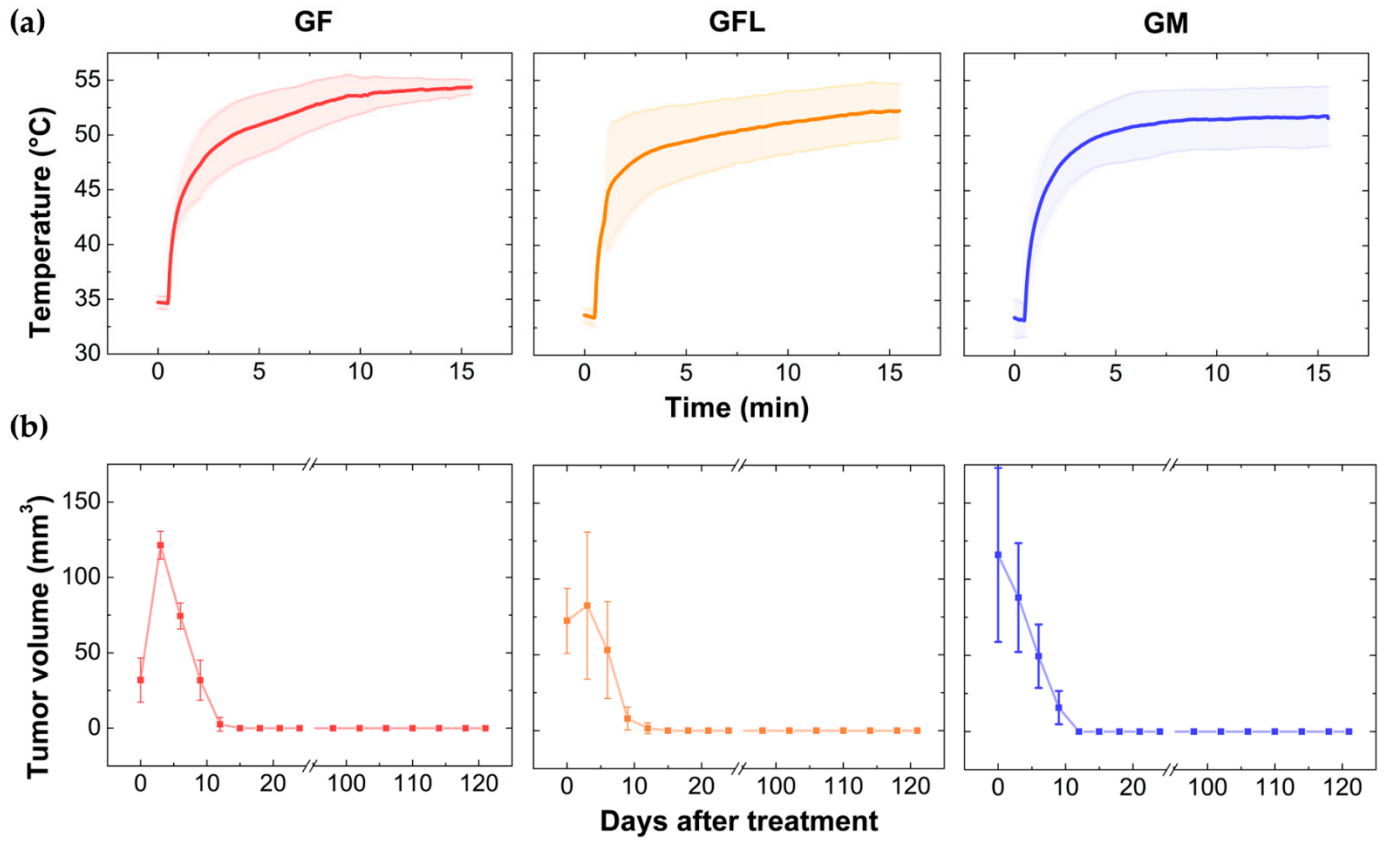 (a)
GF GFL GM
55
50
45
40
35
30
Temperature (°C)
0 5 10 15 0 5 10 15 0 5 10 15
Time (min)
(b)
150
100
50
0
Tumor volume (mm³)
0 10 20 100 110 120 0 10 20 100 110 120 0 10 20 100 110 120
Days after treatment